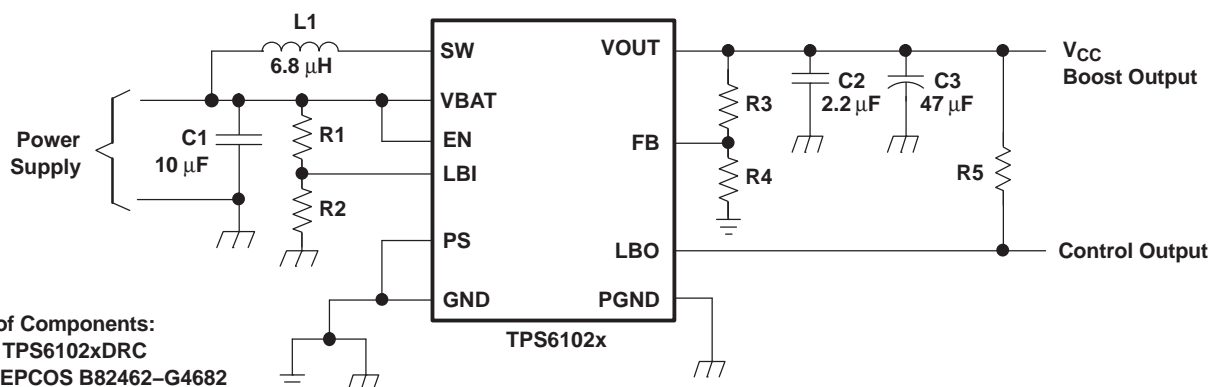 L1
6.8 µH
SW
VOUT
VCC
Boost Output
C2
2.2 µF
C3
47 µF
R3
VBAT
Power
Supply
C1
10 µF
R1
EN
FB
LBI
R4
R5
R2
PS
LBO
Control Output
GND
PGND
TPS6102x
of Components:
TPS6102xDRC
EPCOS B82462–G4682